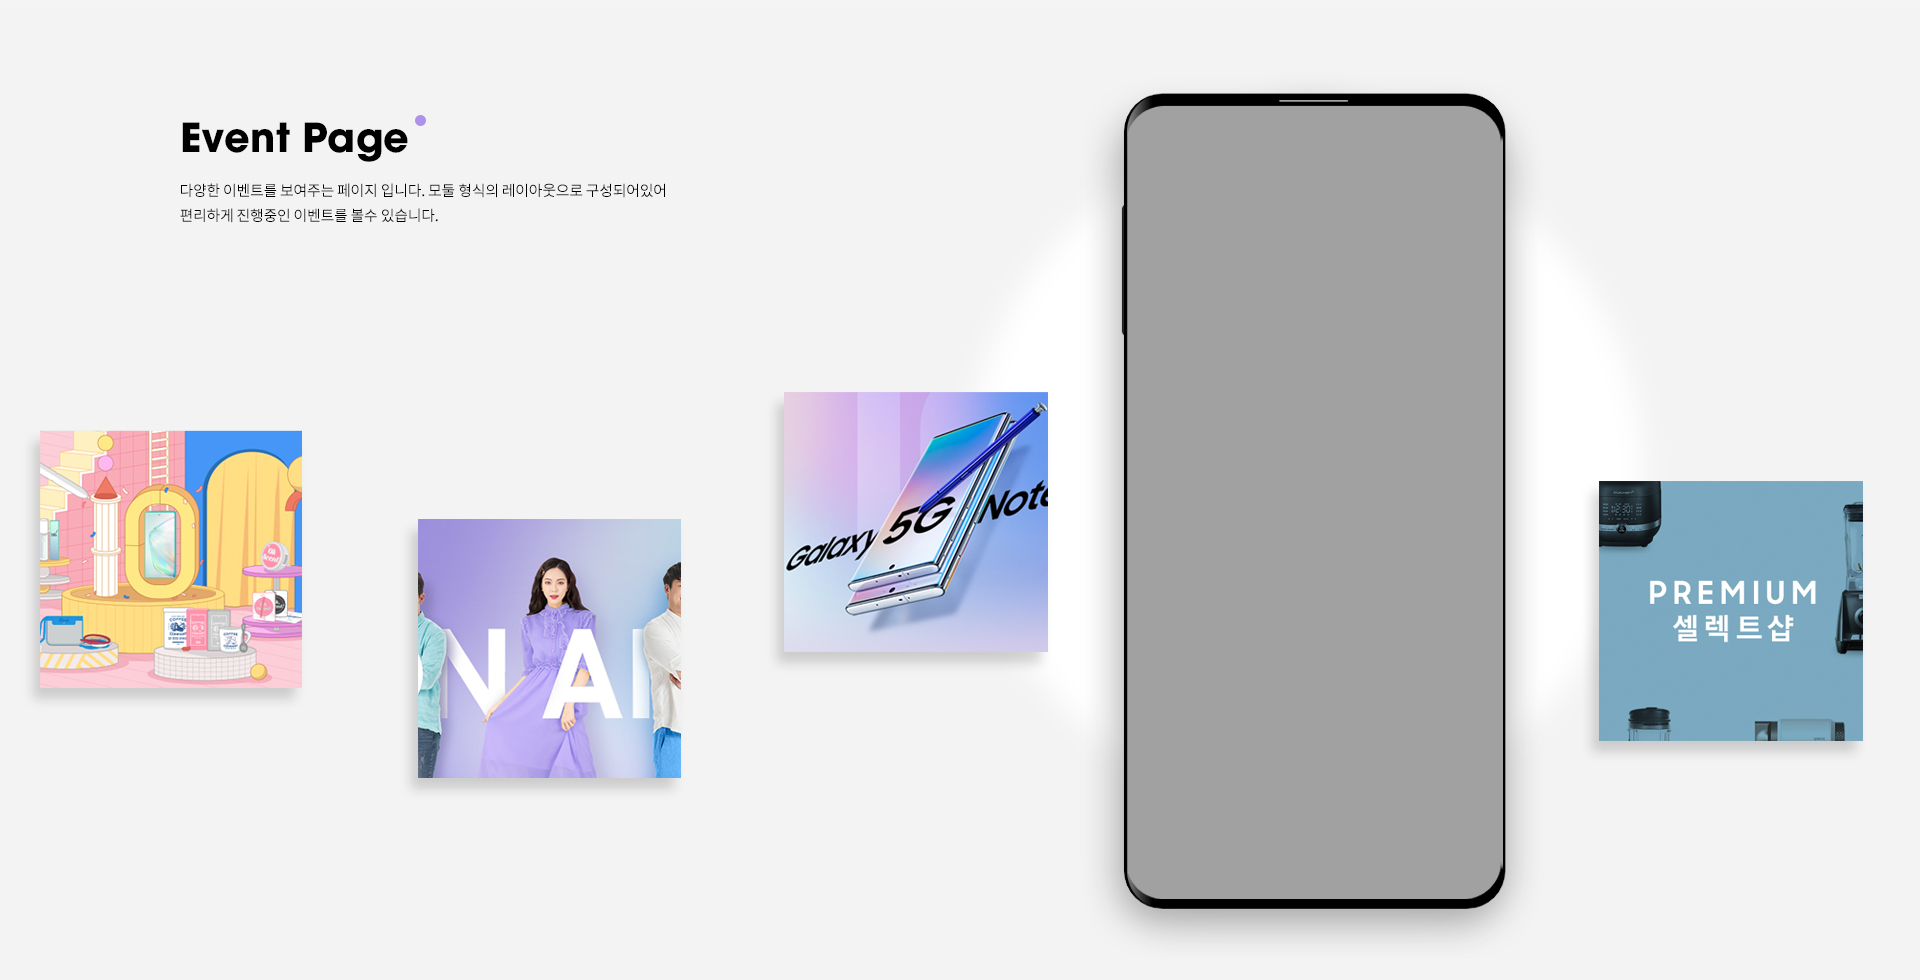 Event Page
다양한 이벤트를 보여주는 페이지 입니다. 모둘 형식의 레이아웃으로 구성되어있어
편리하게 진행중인 이벤트를 볼수 있습니다.
Galaxy 5G Note
N A
PREMIUM
셀렉트샵
COFFEE
COFFEE